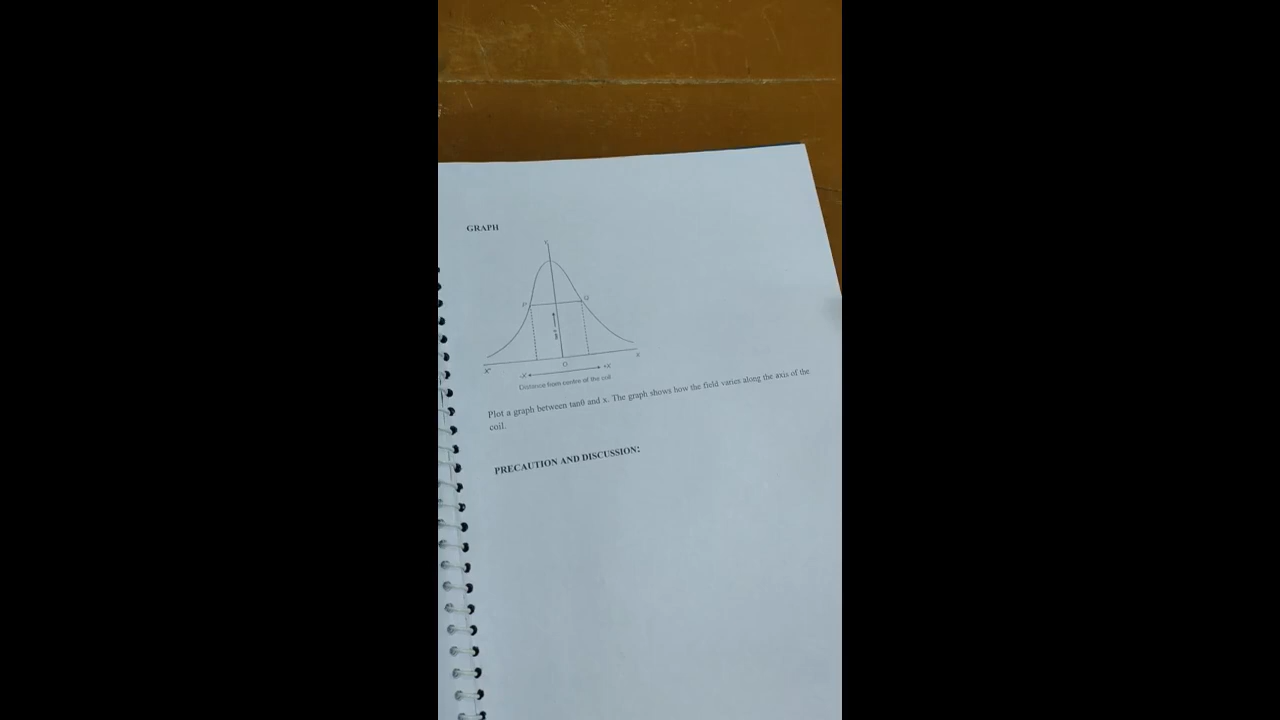 GRAPH
Y
P
Q
X'
O
X
-X
+X
Distance from centre of the coil
Plot a graph between tanθ and x. The graph shows how the field varies along the axis of the
coil.
PRECAUTION AND DISCUSSION: